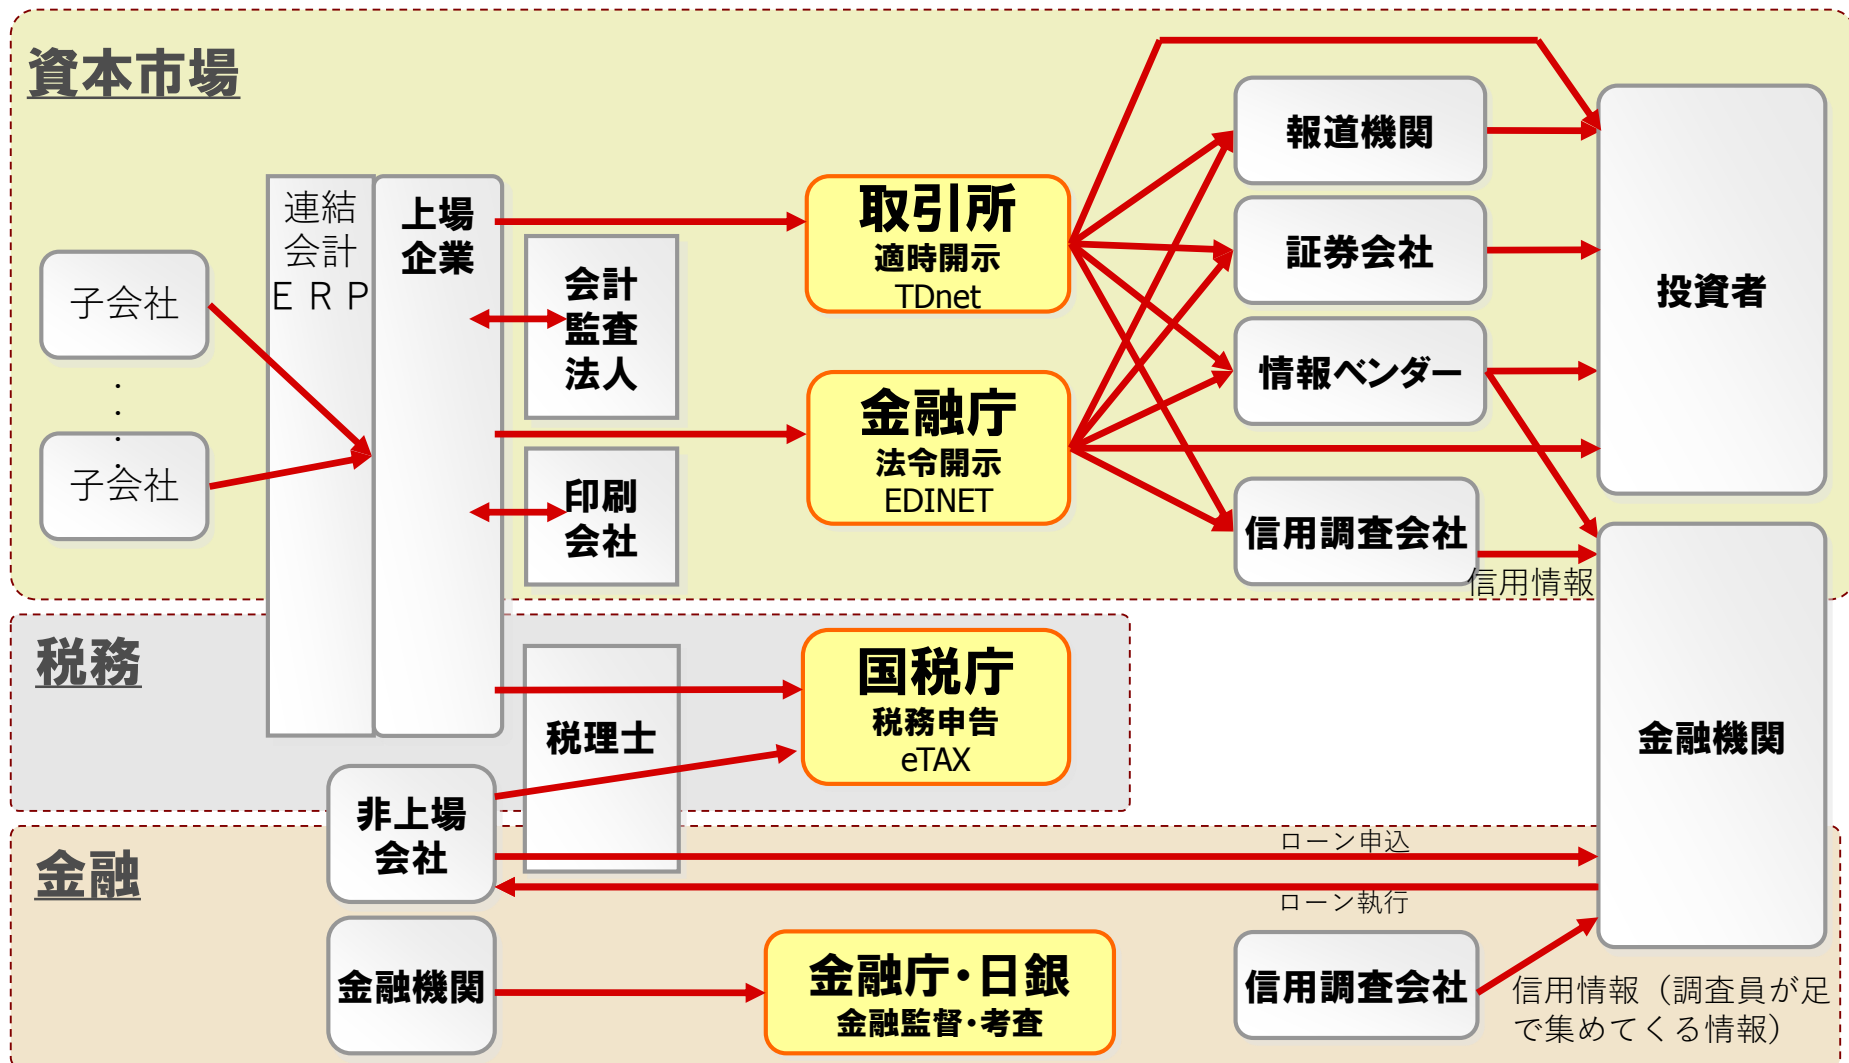 資本市場
子会社
・
・
・
・
子会社
連結
会計
ＥＲＰ
上場
企業
会計
監査
法人
印刷
会社
取引所
適時開示
TDnet
金融庁
法令開示
EDINET
報道機関
証券会社
情報ベンダー
信用調査会社
信用情報
投資者
税務
税理士
国税庁
税務申告
eTAX
金融機関
金融
非上場
会社
ローン申込
ローン執行
金融機関
金融庁・日銀
金融監督・考査
信用調査会社
信用情報（調査員が足
で集めてくる情報）